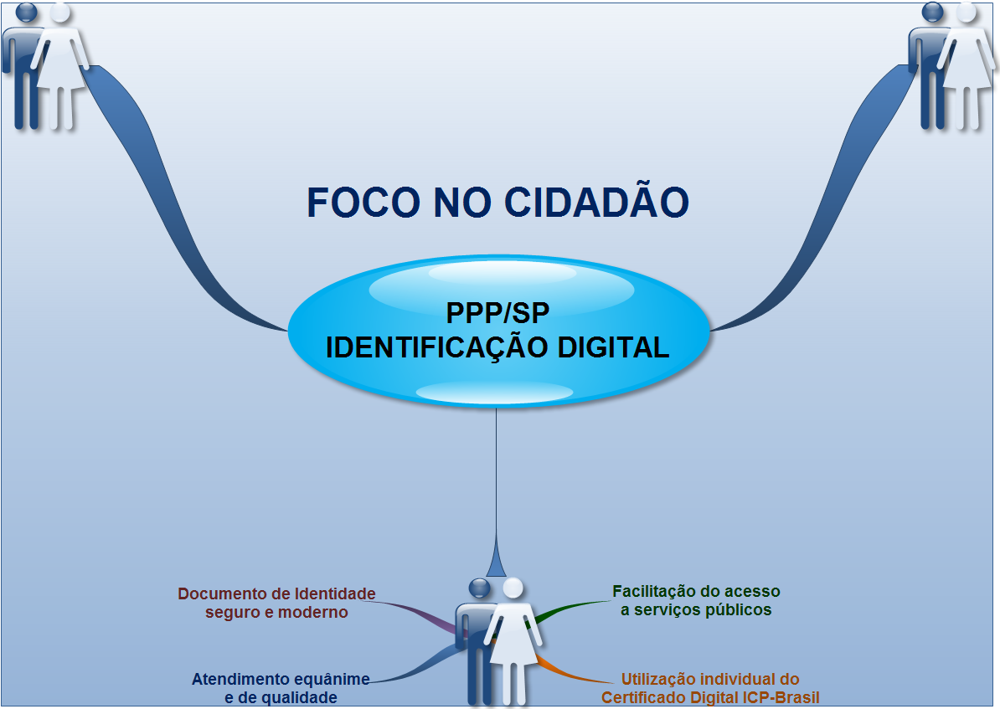 FOCO NO CIDADÃO
PPP/SP
IDENTIFICAÇÃO DIGITAL
Documento de Identidade
seguro e moderno
Facilitação do acesso
a serviços públicos
Atendimento equânime
e de qualidade
Utilização individual do
Certificado Digital ICP-Brasil